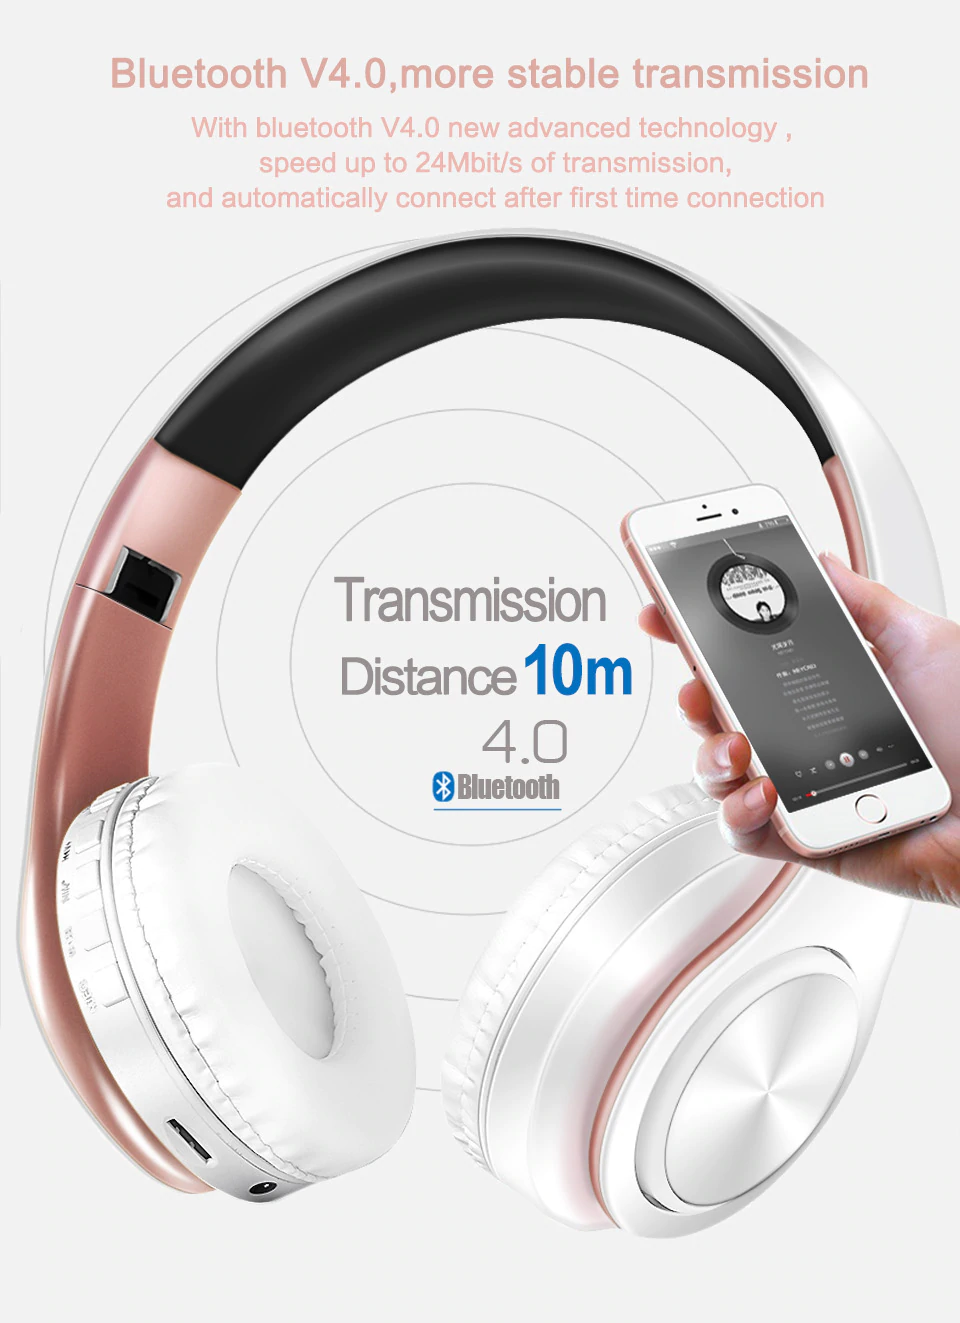 Bluetooth V4.0,more stable transmission
With bluetooth V4.0 new advanced technology ,
speed up to 24Mbit/s of transmission,
and automatically connect after first time connection
Transmission
Distance 10m
4.0
Bluetooth